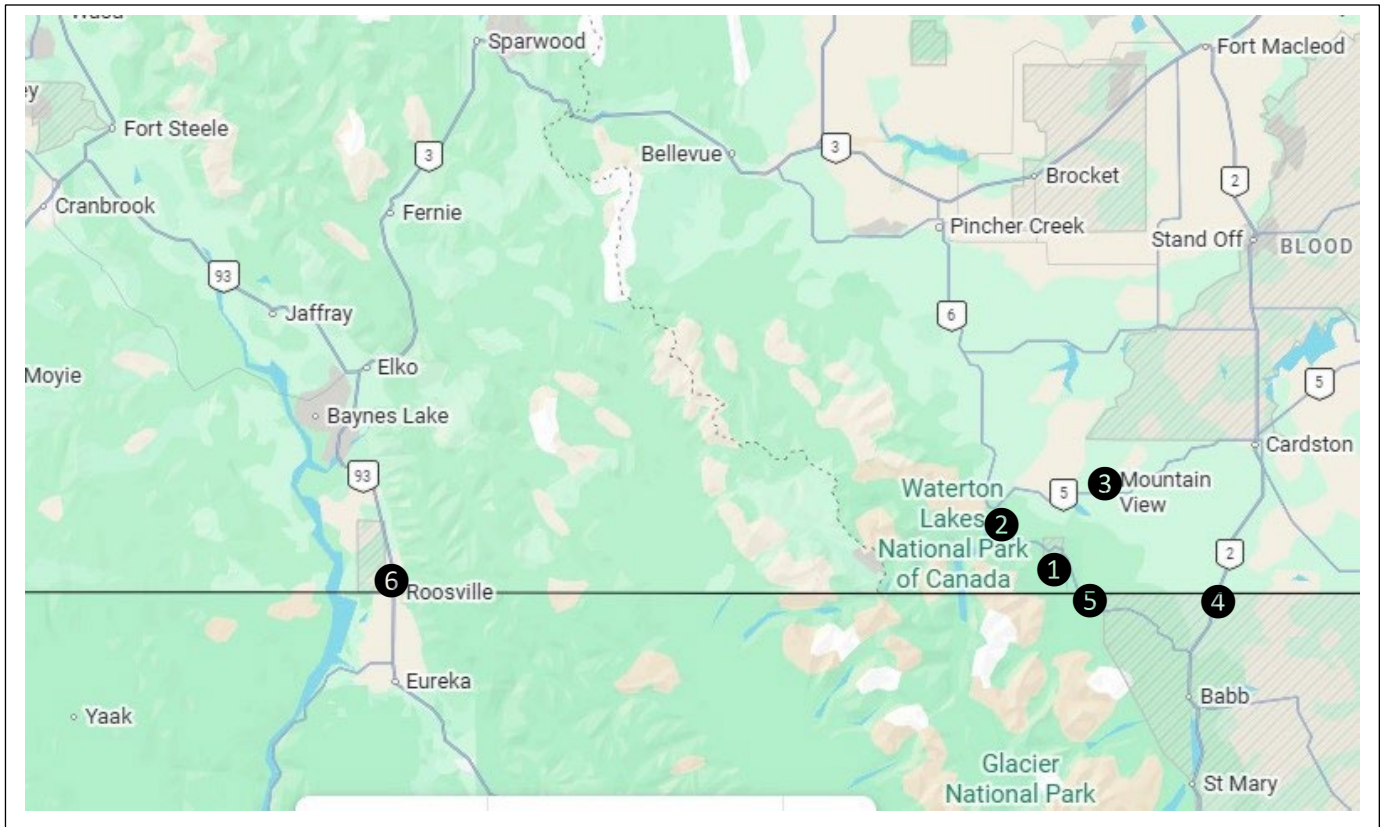 Sparwood
Fort Macleod
Fort Steele
3
Bellevue
3
Brocket
2
Cranbrook
Fernie
Pincher Creek
Stand Off
BLOOD
93
Jaffray
6
Elko
Moyie
5
Baynes Lake
Cardston
93
Waterton
Lakes
National Park
of Canada
5
3
Mountain
View
2
1
2
6
Roosville
5
4
Eureka
Babb
Yaak
Glacier
National Park
St Mary